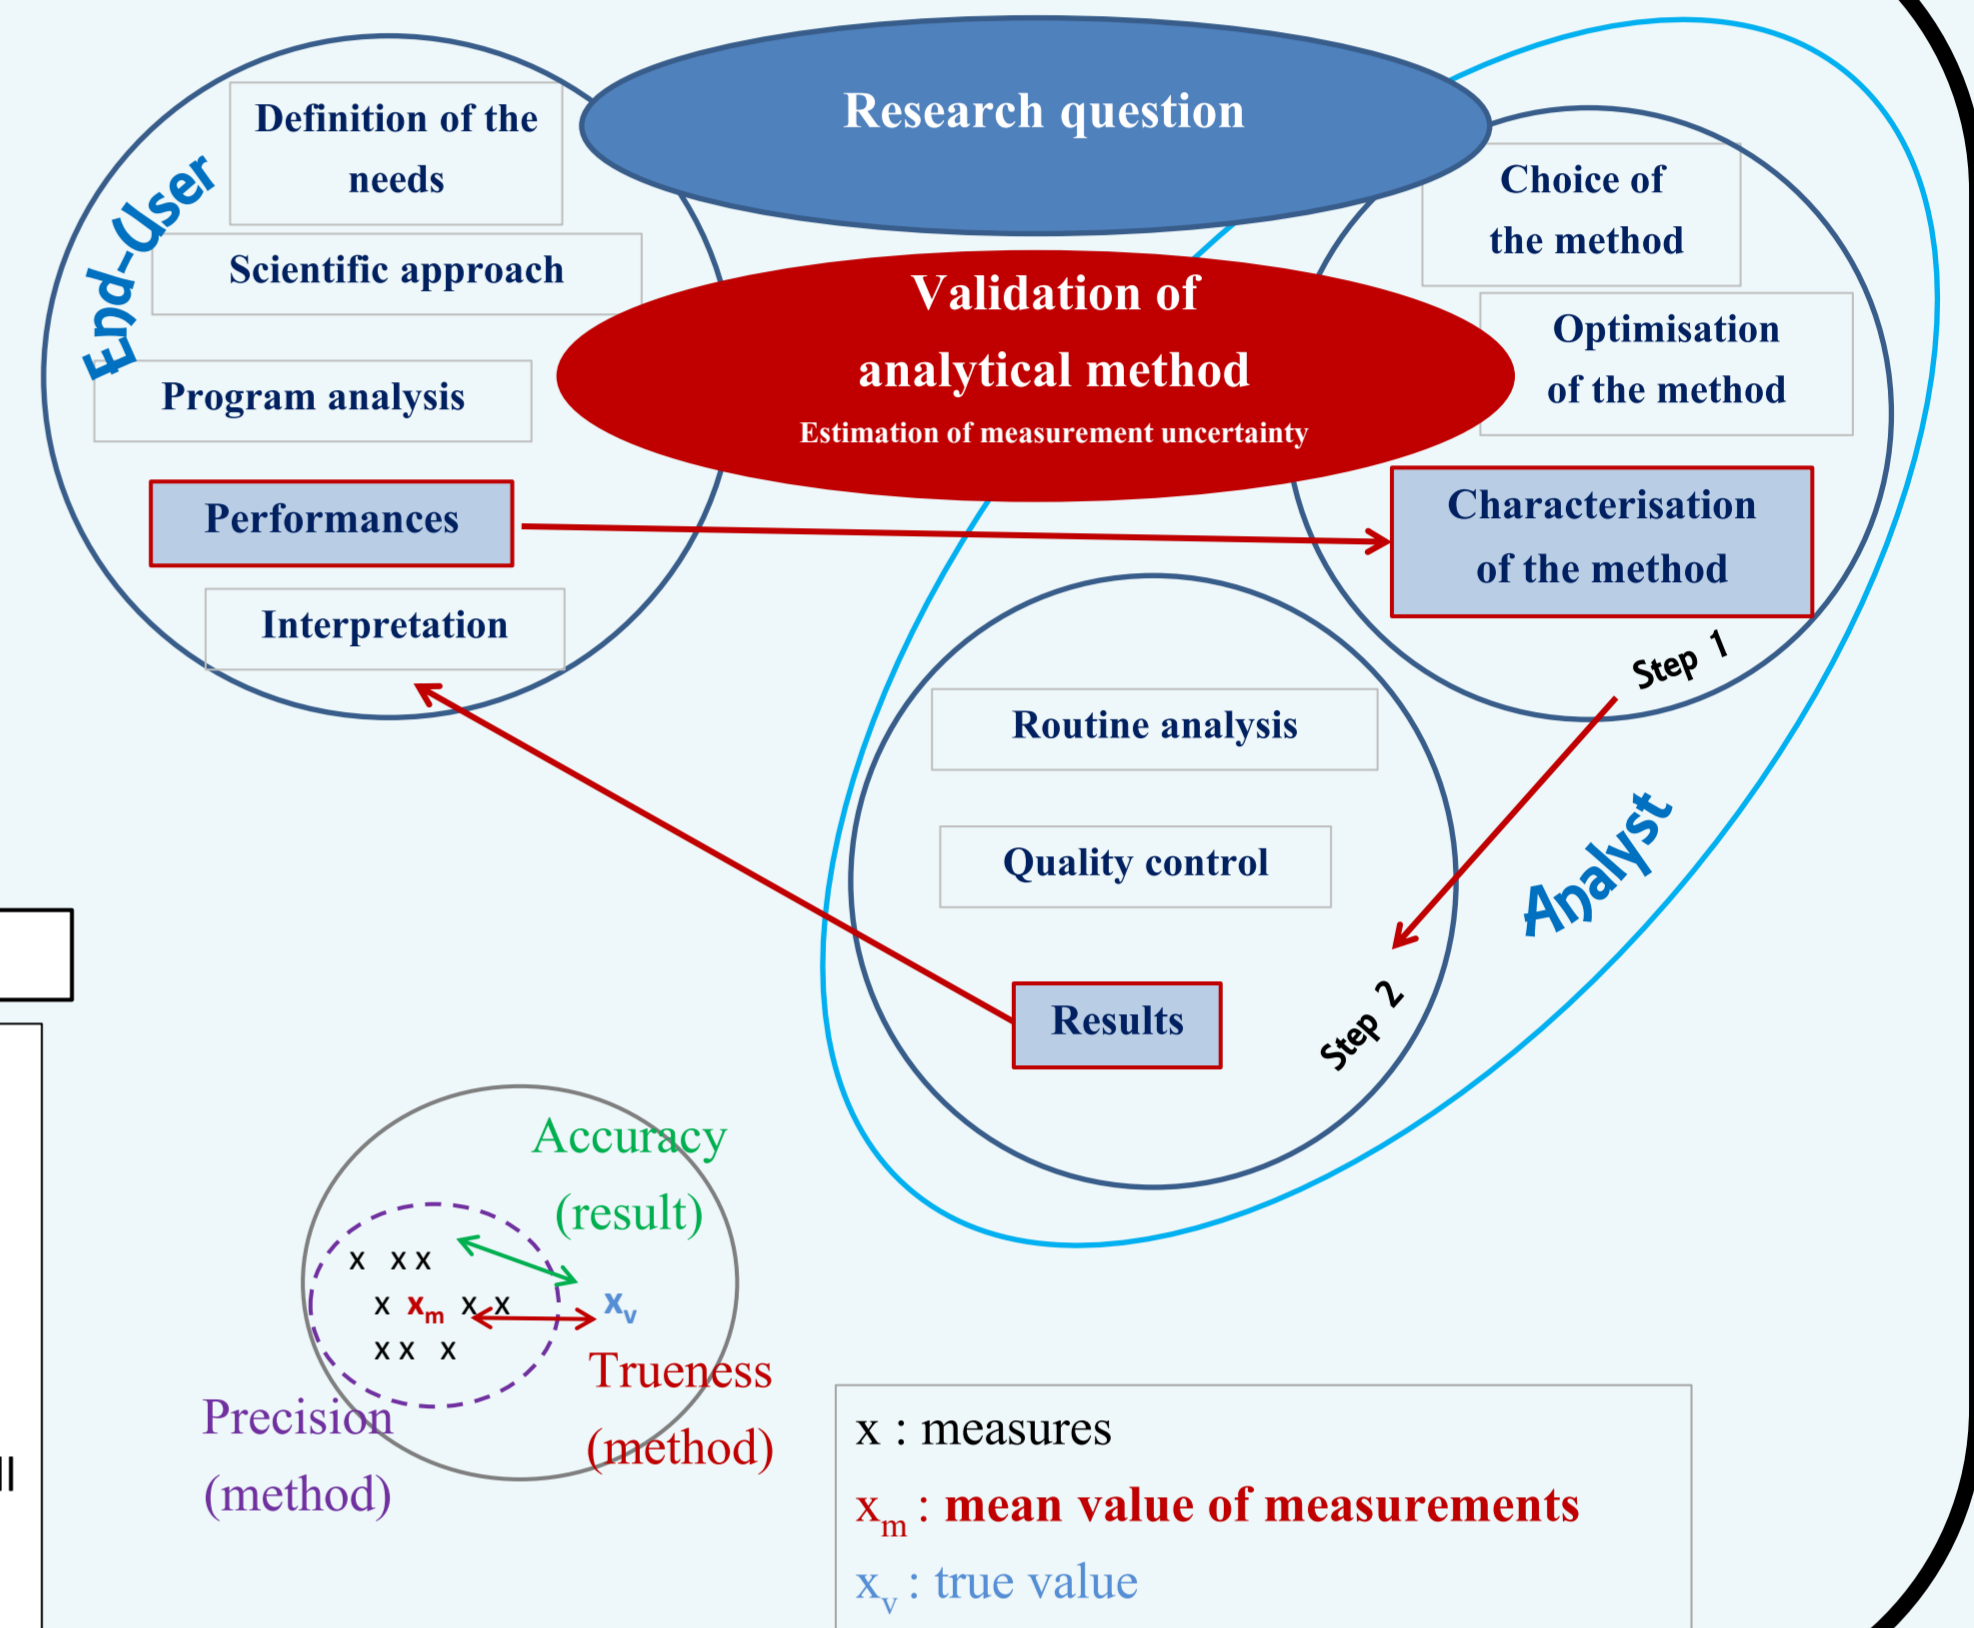 Research question
Validation of
analytical method
Estimation of measurement uncertainty
End-User
Definition of the
needs
Scientific approach
Program analysis
Performances
Interpretation
Choice of
the method
Optimisation
of the method
Characterisation
of the method
Step 1
Analyst
Routine analysis
Quality control
Results
Step 2
Accuracy
(result)
x x x
x xm x x xv
x x x
Trueness
(method)
Precision
(method)
x : measures
xm : mean value of measurements
xv : true value